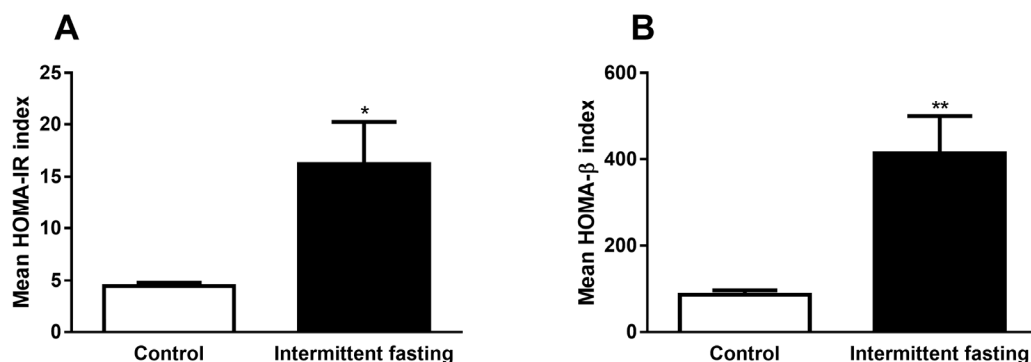 A
Mean HOMA-IR index
25
20
15
10
5
0
*
Control
Intermittent fasting
B
Mean HOMA-β index
600
400
200
0
**
Control
Intermittent fasting